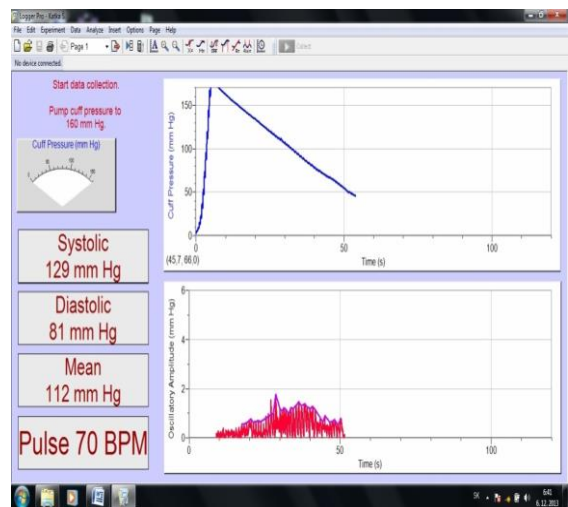 Logger Pro - Katka 5
File Edit Experiment Data Analyze Insert Options Page Help
Page 1
No device connected.
Start data collection.
Pump cuff pressure to
160 mm Hg.
Cuff Pressure (mm Hg)
Systolic
129 mm Hg
Diastolic
81 mm Hg
Mean
112 mm Hg
Pulse 70 BPM
Cuff Pressure (mm Hg)
150
100
50
0
0 50 100
(45,7, 66,0)
Time (s)
Oscillatory Amplitude (mm Hg)
6
4
2
0
0 50 100
Time (s)
SK
6:41
6. 12. 2013